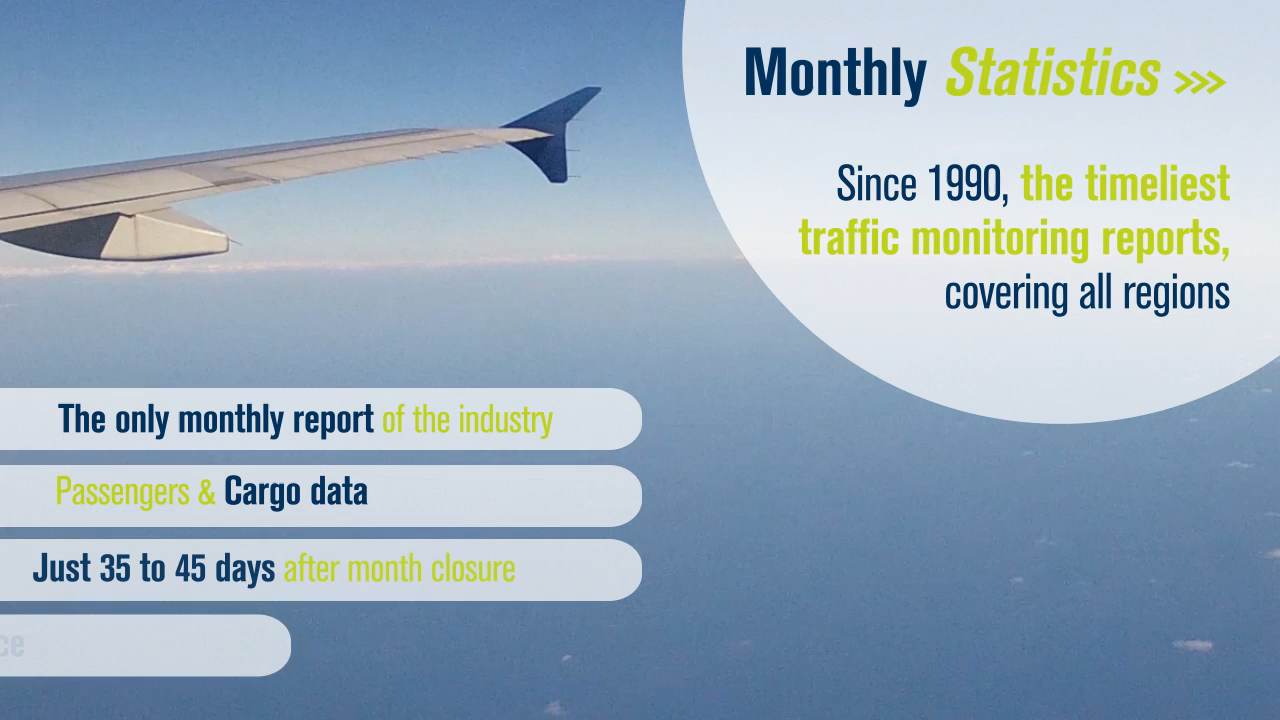 Monthly Statistics >>>
Since 1990, the timeliest
traffic monitoring reports,
covering all regions
The only monthly report of the industry
Passengers & Cargo data
Just 35 to 45 days after month closure